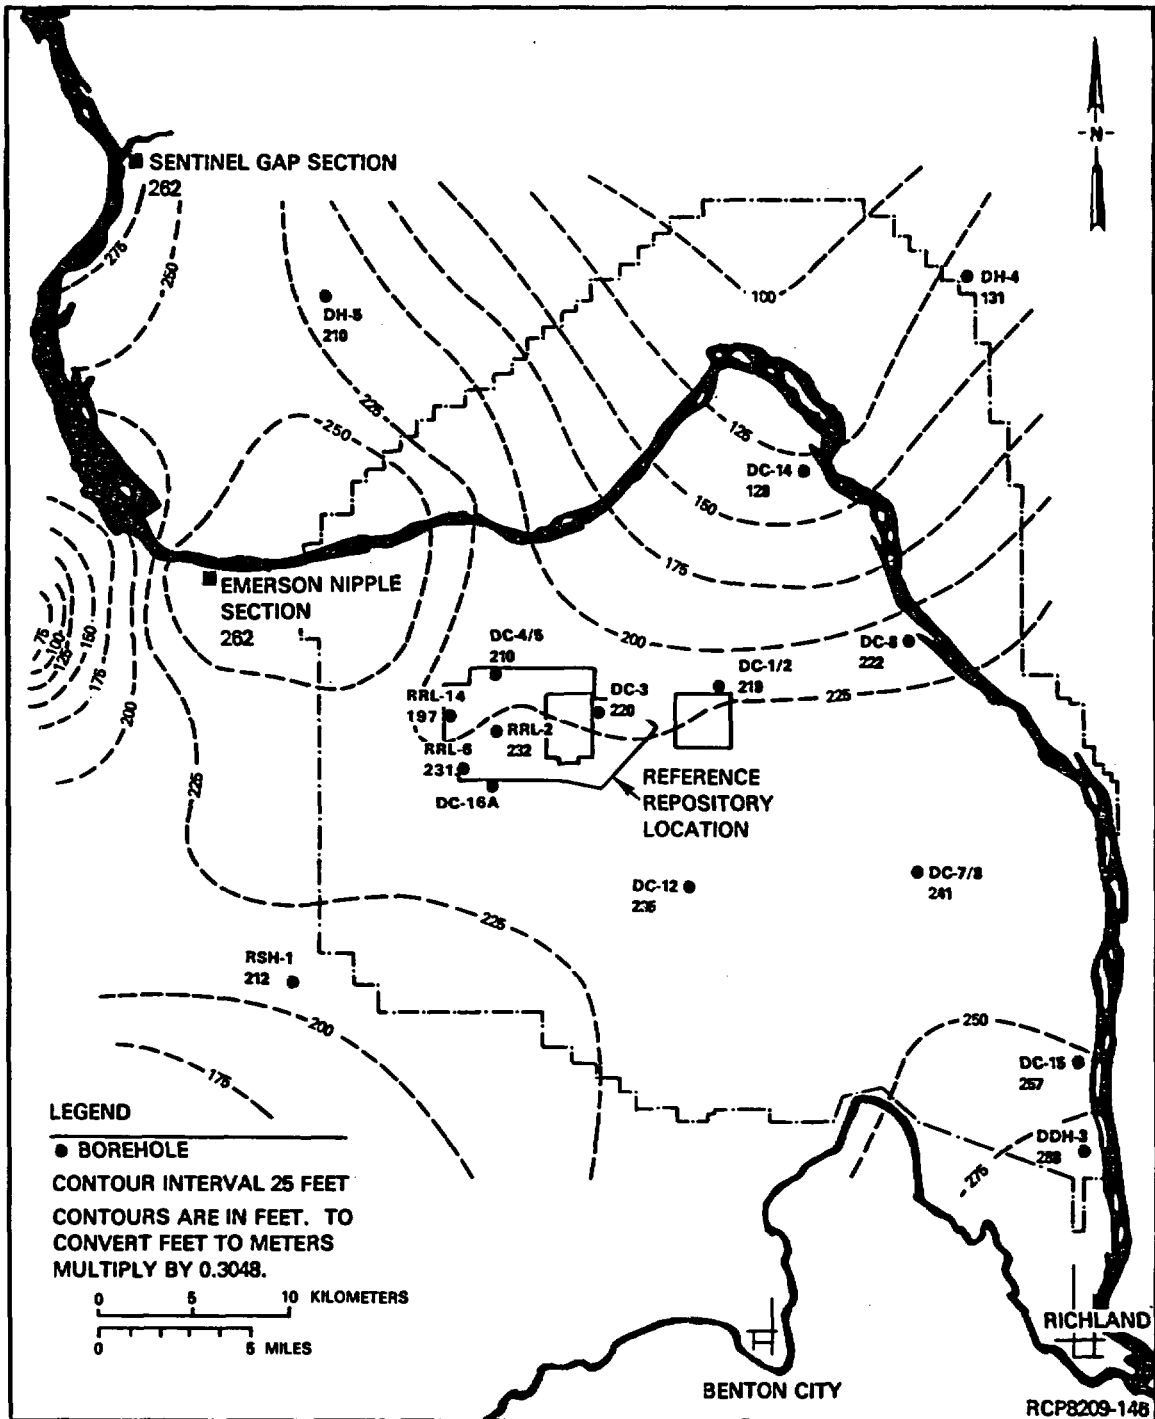 N
SENTINEL GAP SECTION
262
275
250
DH-4
131
100
DH-5
210
225
250
125
DC-14
128
150
175
EMERSON NIPPLE
SECTION
262
75
100
125
150
175
200
200
DC-4/5
210
DC-8
222
DC-1/2
219
225
RRL-14
197
DC-3
220
RRL-2
232
RRL-6
231
DC-16A
REFERENCE
REPOSITORY
LOCATION
225
DC-12
235
DC-7/8
241
225
RSH-1
212
200
250
175
DC-15
257
DDH-3
275
LEGEND
BOREHOLE
CONTOUR INTERVAL 25 FEET
CONTOURS ARE IN FEET. TO
CONVERT FEET TO METERS
MULTIPLY BY 0.3048.
0 5 10 KILOMETERS
0 5 MILES
RICHLAND
BENTON CITY
RCP8209-146